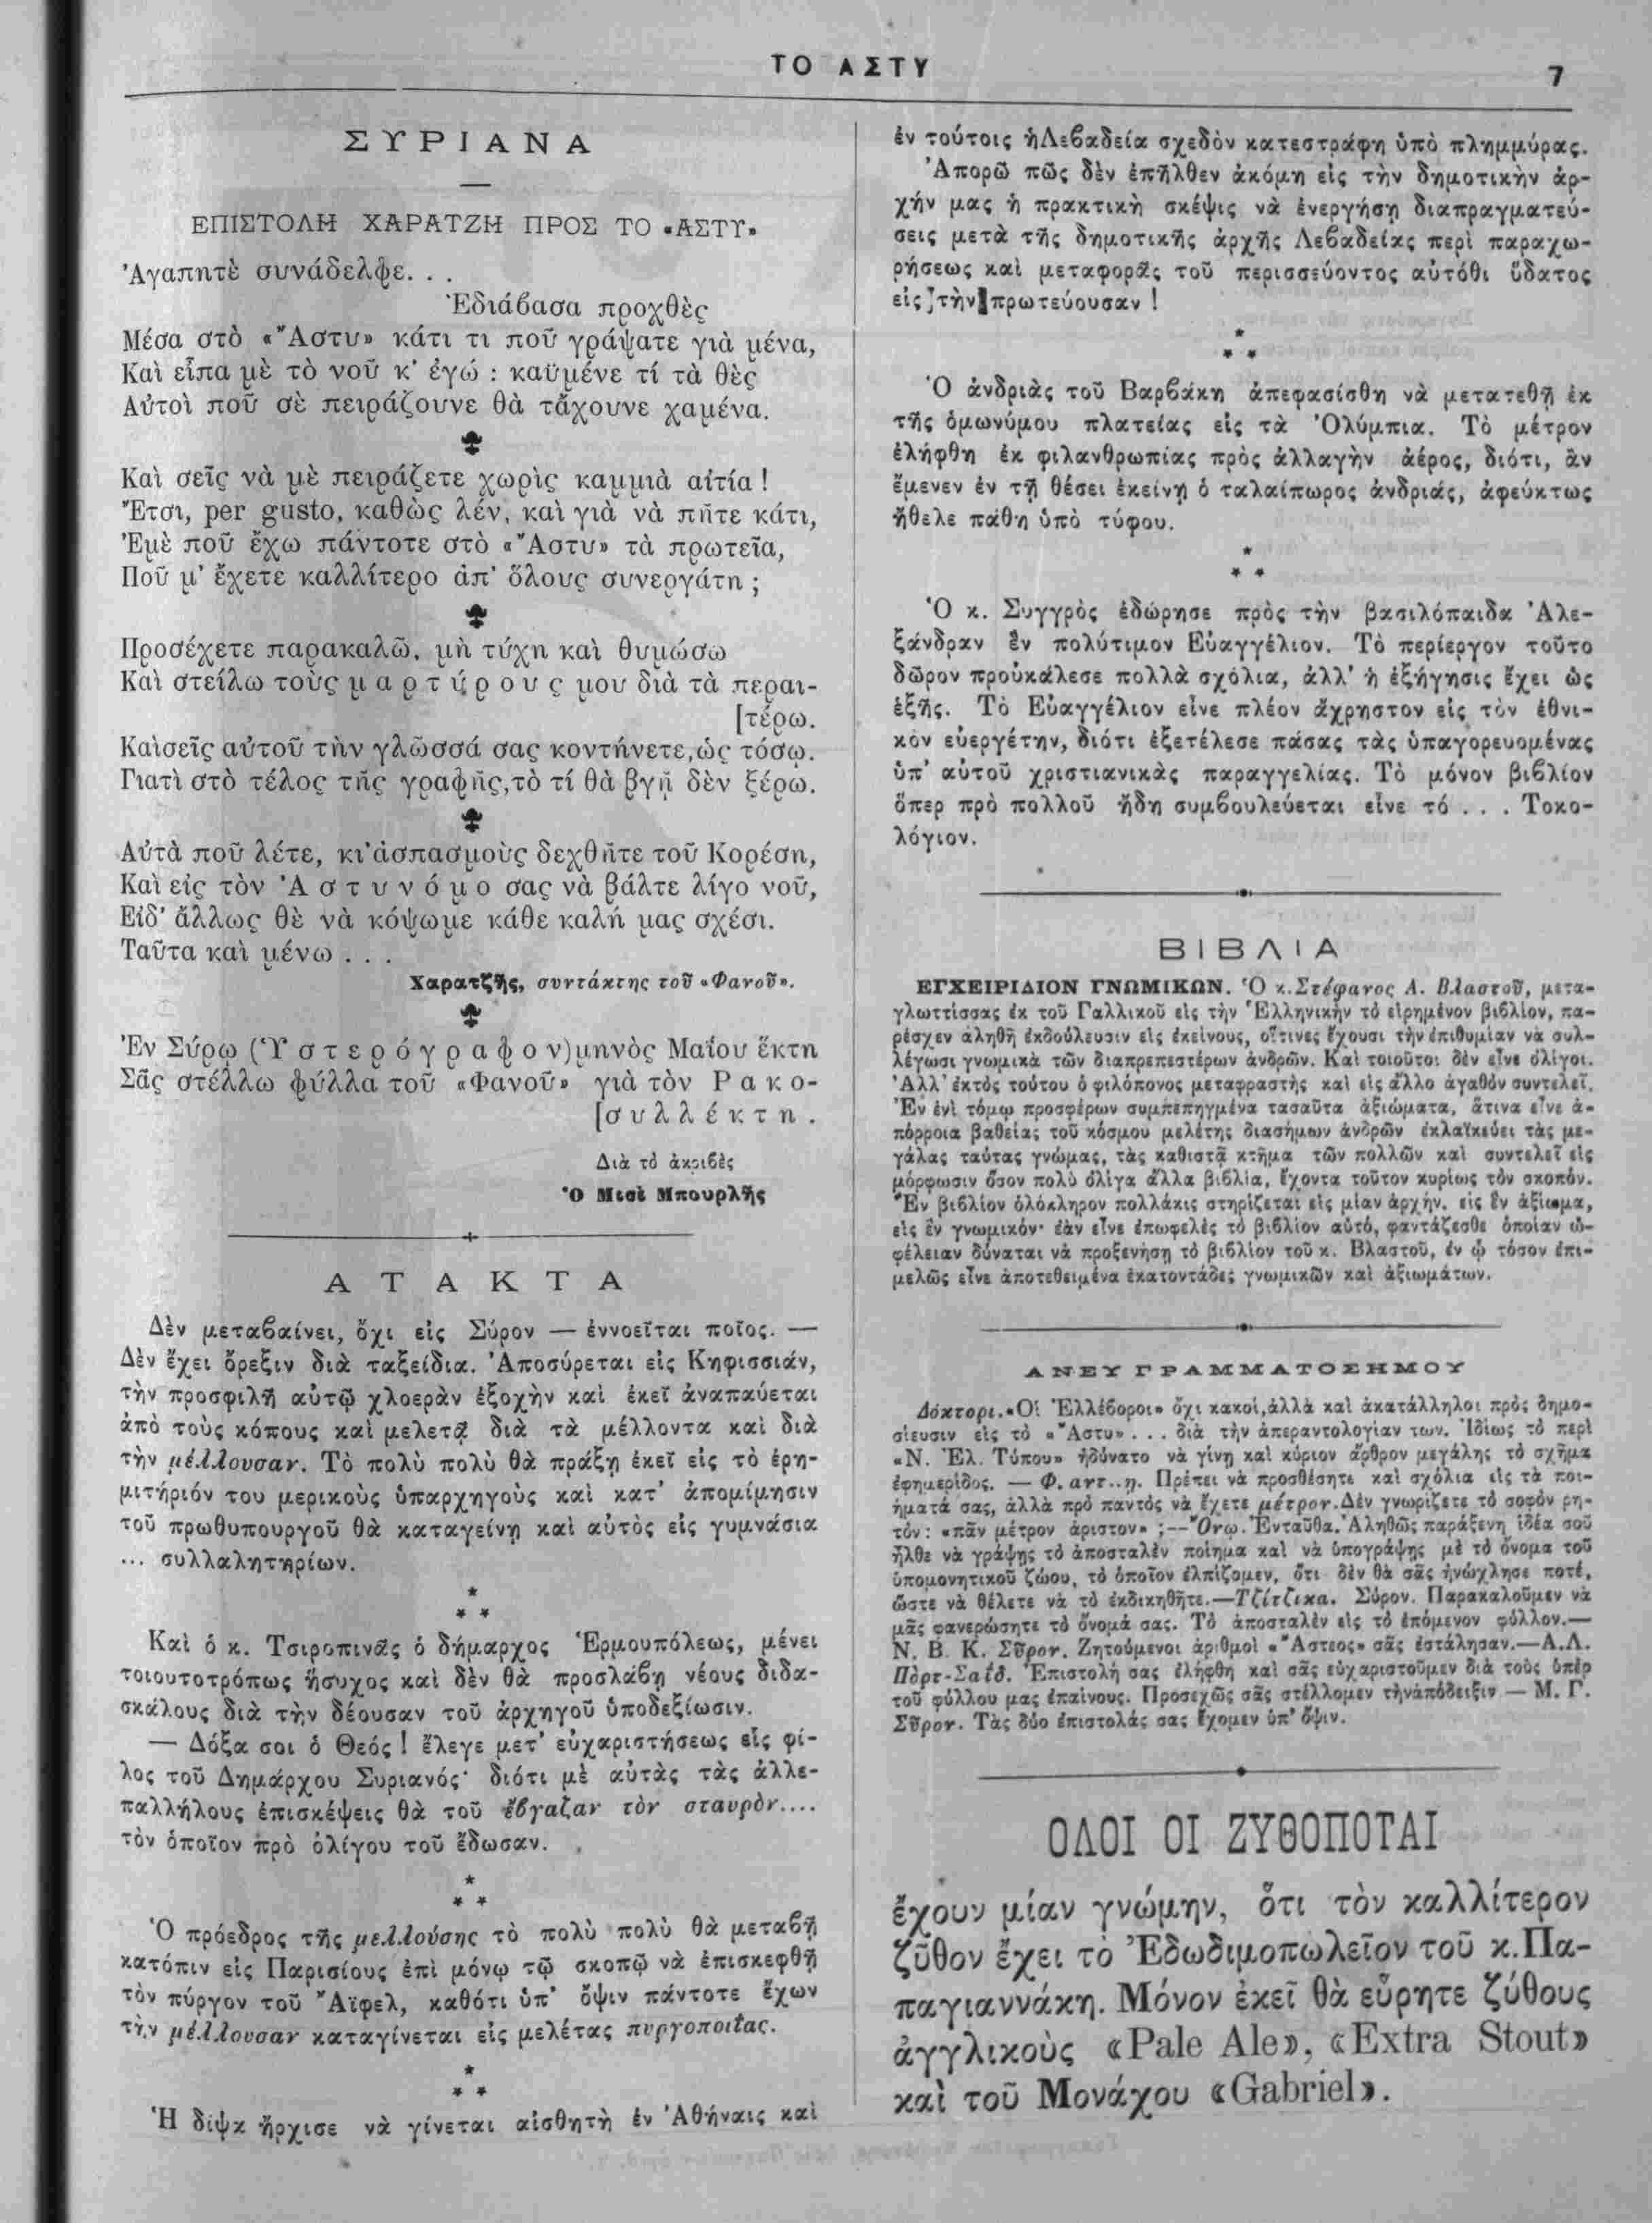 ΤΟ ΑΣΤΥ
7
ΣΥΡΙΑΝΑ
ΕΠΙΣΤΟΛΗ ΧΑΡΑΤΖΗ ΠΡΟΣ ΤΟ «ΑΣΤΥ»
Ἀγαπητὲ συνάδελφε. . .
Ἐδιάβασα προχθὲς
Μέσα στὸ «Ἄστυ» κάτι τι ποῦ γράψατε γιὰ μένα,
Καὶ εἶπα μὲ τὸ νοῦ κ' ἐγώ : καϋμένε τί τὰ θὲς
Αὐτοὶ ποῦ σὲ πειράζουνε θὰ τἄχουνε χαμένα.
Καὶ σεῖς νὰ μὲ πειράζετε χωρὶς καμμιὰ αἰτία !
Ἔτσι, per gusto, καθὼς λέν, καὶ γιὰ νὰ πῆτε κάτι,
Ἐμὲ ποῦ ἔχω πάντοτε στὸ «Ἄστυ» τὰ πρωτεῖα,
Ποῦ μ' ἔχετε καλλίτερο ἀπ' ὅλους συνεργάτη ;
Προσέχετε παρακαλῶ, μὴ τύχη καὶ θυμώσω
Καὶ στείλω τοὺς μ α ρ τ ύ ρ ο υ ς μου διὰ τὰ περαι-
[τέρω.
Καὶσεῖς αὐτοῦ τὴν γλῶσσά σας κοντήνετε,ὡς τόσῳ.
Γιατὶ στὸ τέλος τῆς γραφῆς,τὸ τί θὰ βγῇ δὲν ξέρω.
Αὐτὰ ποῦ λέτε, κι'ἀσπασμοὺς δεχθῆτε τοῦ Κορέση,
Καὶ εἰς τὸν Ἀ σ τ υ ν ό μ ο σας νὰ βάλτε λίγο νοῦ,
Εἰδ' ἄλλως θὲ νὰ κόψωμε κάθε καλή μας σχέσι.
Ταῦτα καὶ μένω . . .
Χαρατζῆς, συντάκτης τοῦ «Φανοῦ».
Ἐν Σύρῳ (Ὑ σ τ ε ρ ό γ ρ α φ ο ν)μηνὸς Μαΐου ἕκτη
Σᾶς στέλλω φύλλα τοῦ «Φανοῦ» γιὰ τὸν Ρ α κ ο-
[σ υ λ λ έ κ τ η .
Διὰ τὸ ἀκριβὲς
Ὁ Μισὲ Μπουρλῆς
ΑΤΑΚΤΑ
Δὲν μεταβαίνει, ὄχι εἰς Σύρον — ἐννοεῖται ποῖος. —
Δὲν ἔχει ὄρεξιν διὰ ταξείδια. Ἀποσύρεται εἰς Κηφισσιάν,
τὴν προσφιλῆ αὐτῷ χλοερὰν ἐξοχὴν καὶ ἐκεῖ ἀναπαύεται
ἀπὸ τοὺς κόπους καὶ μελετᾷ διὰ τὰ μέλλοντα καὶ διὰ
τὴν μέλλουσαν. Τὸ πολὺ πολὺ θὰ πράξῃ ἐκεῖ εἰς τὸ ἐρη-
μιτήριόν του μερικοὺς ὑπαρχηγοὺς καὶ κατ' ἀπομίμησιν
τοῦ πρωθυπουργοῦ θὰ καταγείνῃ καὶ αὐτὸς εἰς γυμνάσια
... συλλαλητηρίων.
Καὶ ὁ κ. Τσιροπινᾶς ὁ δήμαρχος Ἑρμουπόλεως, μένει
τοιουτοτρόπως ἥσυχος καὶ δὲν θὰ προσλάβῃ νέους διδα-
σκάλους διὰ τὴν δέουσαν τοῦ ἀρχηγοῦ ὑποδεξίωσιν.
— Δόξα σοι ὁ Θεός ! ἔλεγε μετ' εὐχαριστήσεως εἷς φί-
λος τοῦ Δημάρχου Συριανός· διότι μὲ αὐτὰς τὰς ἀλλε-
παλλήλους ἐπισκέψεις θὰ τοῦ ἔβγαζαν τὸν σταυρὸν....
τὸν ὁποῖον πρὸ ὀλίγου τοῦ ἔδωσαν.
Ὁ πρόεδρος τῆς μελλούσης τὸ πολὺ πολὺ θὰ μεταβῇ
κατόπιν εἰς Παρισίους ἐπὶ μόνῳ τῷ σκοπῷ νὰ ἐπισκεφθῇ
τὸν πύργον τοῦ Ἄϊφελ, καθότι ὑπ' ὄψιν πάντοτε ἔχων
τὴν μέλλουσαν καταγίνεται εἰς μελέτας πυργοποιΐας.
Ἡ δίψα ἤρχισε νὰ γίνεται αἰσθητὴ ἐν Ἀθήναις καὶ
ἐν τούτοις ἡΛεβαδεία σχεδὸν κατεστράφη ὑπὸ πλημμύρας.
Ἀπορῶ πῶς δὲν ἐπῆλθεν ἀκόμη εἰς τὴν δημοτικὴν ἀρ-
χήν μας ἡ πρακτικὴ σκέψις νὰ ἐνεργήσῃ διαπραγματεύ-
σεις μετὰ τῆς δημοτικῆς ἀρχῆς Λεβαδείας περὶ παραχω-
ρήσεως καὶ μεταφορᾶς τοῦ περισσεύοντος αὐτόθι ὕδατος
εἰς τὴν πρωτεύουσαν !
Ὁ ἀνδριὰς τοῦ Βαρβάκη ἀπεφασίσθη νὰ μετατεθῇ ἐκ
τῆς ὁμωνύμου πλατείας εἰς τὰ Ὀλύμπια. Τὸ μέτρον
ἐλήφθη ἐκ φιλανθρωπίας πρὸς ἀλλαγὴν ἀέρος, διότι, ἂν
ἔμενεν ἐν τῇ θέσει ἐκείνῃ ὁ ταλαίπωρος ἀνδριάς, ἀφεύκτως
ἤθελε πάθῃ ὑπὸ τύφου.
Ὁ κ. Συγγρὸς ἐδώρησε πρὸς τὴν βασιλόπαιδα Ἀλε-
ξάνδραν ἓν πολύτιμον Εὐαγγέλιον. Τὸ περίεργον τοῦτο
δῶρον προὐκάλεσε πολλὰ σχόλια, ἀλλ' ἡ ἐξήγησις ἔχει ὡς
ἑξῆς. Τὸ Εὐαγγέλιον εἶνε πλέον ἄχρηστον εἰς τὸν ἐθνι-
κὸν εὐεργέτην, διότι ἐξετέλεσε πάσας τὰς ὑπαγορευομένας
ὑπ' αὐτοῦ χριστιανικὰς παραγγελίας. Τὸ μόνον βιβλίον
ὅπερ πρὸ πολλοῦ ἤδη συμβουλεύεται εἶνε τό . . . Τοκο-
λόγιον.
ΒΙΒΛΙΑ
ΕΓΧΕΙΡΙΔΙΟΝ ΓΝΩΜΙΚΩΝ. Ὁ κ.Στέφανος Α. Βλαστοῦ, μετα-
γλωττίσσας ἐκ τοῦ Γαλλικοῦ εἰς τὴν Ἑλληνικὴν τὸ εἰρημένον βιβλίον, πα-
ρέσχεν ἀληθῆ ἐκδούλευσιν εἰς ἐκείνους, οἵτινες ἔχουσι τὴν ἐπιθυμίαν νὰ συλ-
λέγωσι γνωμικὰ τῶν διαπρεπεστέρων ἀνδρῶν. Καὶ τοιοῦτοι δὲν εἶνε ὀλίγοι.
Ἀλλ' ἐκτὸς τούτου ὁ φιλόπονος μεταφραστὴς καὶ εἰς ἄλλο ἀγαθὸν συντελεῖ.
Ἐν ἑνὶ τόμῳ προσφέρων συμπεπηγμένα τασαῦτα ἀξιώματα, ἅτινα εἶνε ἀ-
πόρροια βαθείας τοῦ κόσμου μελέτης διασήμων ἀνδρῶν ἐκλαϊκεύει τὰς με-
γάλας ταύτας γνώμας, τὰς καθιστᾷ κτῆμα τῶν πολλῶν καὶ συντελεῖ εἰς
μόρφωσιν ὅσον πολὺ ὀλίγα ἄλλα βιβλία, ἔχοντα τοῦτον κυρίως τὸν σκοπόν.
Ἓν βιβλίον ὁλόκληρον πολλάκις στηρίζεται εἰς μίαν ἀρχήν, εἰς ἓν ἀξίωμα,
εἰς ἓν γνωμικόν· ἐὰν εἶνε ἐπωφελὲς τὸ βιβλίον αὐτό, φαντάζεσθε ὁποίαν ὠ-
φέλειαν δύναται νὰ προξενήσῃ τὸ βιβλίον τοῦ κ. Βλαστοῦ, ἐν ᾧ τόσον ἐπι-
μελῶς εἶνε ἀποτεθειμένα ἑκατοντάδες γνωμικῶν καὶ ἀξιωμάτων.
ΑΝΕΥ ΓΡΑΜΜΑΤΟΣΗΜΟΥ
Δόκτορι.«Οἱ Ἑλλέβοροι» ὄχι κακοί,ἀλλὰ καὶ ἀκατάλληλοι πρὸς δημο-
σίευσιν εἰς τὸ «Ἄστυ» . . . διὰ τὴν ἀπεραντολογίαν των. Ἰδίως τὸ περὶ
«Ν. Ἑλ. Τύπου» ἠδύνατο νὰ γίνῃ καὶ κύριον ἄρθρον μεγάλης τὸ σχῆμα
ἐφημερίδος. — Φ. αντ..η. Πρέπει νὰ προσθέσητε καὶ σχόλια εἰς τὰ ποι-
ήματά σας, ἀλλὰ πρὸ παντὸς νὰ ἔχετε μέτρον.Δὲν γνωρίζετε τὸ σοφὸν ρη-
τόν: «πᾶν μέτρον ἄριστον» ;—Ὄνῳ. Ἐνταῦθα. Ἀληθῶς παράξενη ἰδέα σοῦ
ἦλθε νὰ γράψῃς τὸ ἀποσταλὲν ποίημα καὶ νὰ ὑπογράψῃς μὲ τὸ ὄνομα τοῦ
ὑπομονητικοῦ ζώου, τὸ ὁποῖον ἐλπίζομεν, ὅτι δὲν θὰ σᾶς ἠνώχλησε ποτέ,
ὥστε νὰ θέλετε νὰ τὸ ἐκδικηθῆτε.—Τζίτζικα. Σύρον. Παρακαλοῦμεν νὰ
μᾶς φανερώσητε τὸ ὄνομά σας. Τὸ ἀποσταλὲν εἰς τὸ ἑπόμενον φύλλον.—
Ν. Β. Κ. Σῦρον. Ζητούμενοι ἀριθμοὶ «Ἄστεος» σᾶς ἐστάλησαν.—Α.Λ.
Πὸρτ-Σαΐδ. Ἐπιστολή σας ἐλήφθη καὶ σᾶς εὐχαριστοῦμεν διὰ τοὺς ὑπὲρ
τοῦ φύλλου μας ἐπαίνους. Προσεχῶς σᾶς στέλλομεν τὴνἀπόδειξιν — Μ. Γ.
Σῦρον. Τὰς δύο ἐπιστολάς σας ἔχομεν ὑπ' ὄψιν.
ΟΛΟΙ ΟΙ ΖΥΘΟΠΟΤΑΙ
ἔχουν μίαν γνώμην, ὅτι τὸν καλλίτερον
ζῦθον ἔχει τὸ Ἐδωδιμοπωλεῖον τοῦ κ.Πα-
παγιαννάκη. Μόνον ἐκεῖ θὰ εὕρητε ζύθους
ἀγγλικοὺς «Pale Ale», «Extra Stout»
καὶ τοῦ Μονάχου «Gabriel».